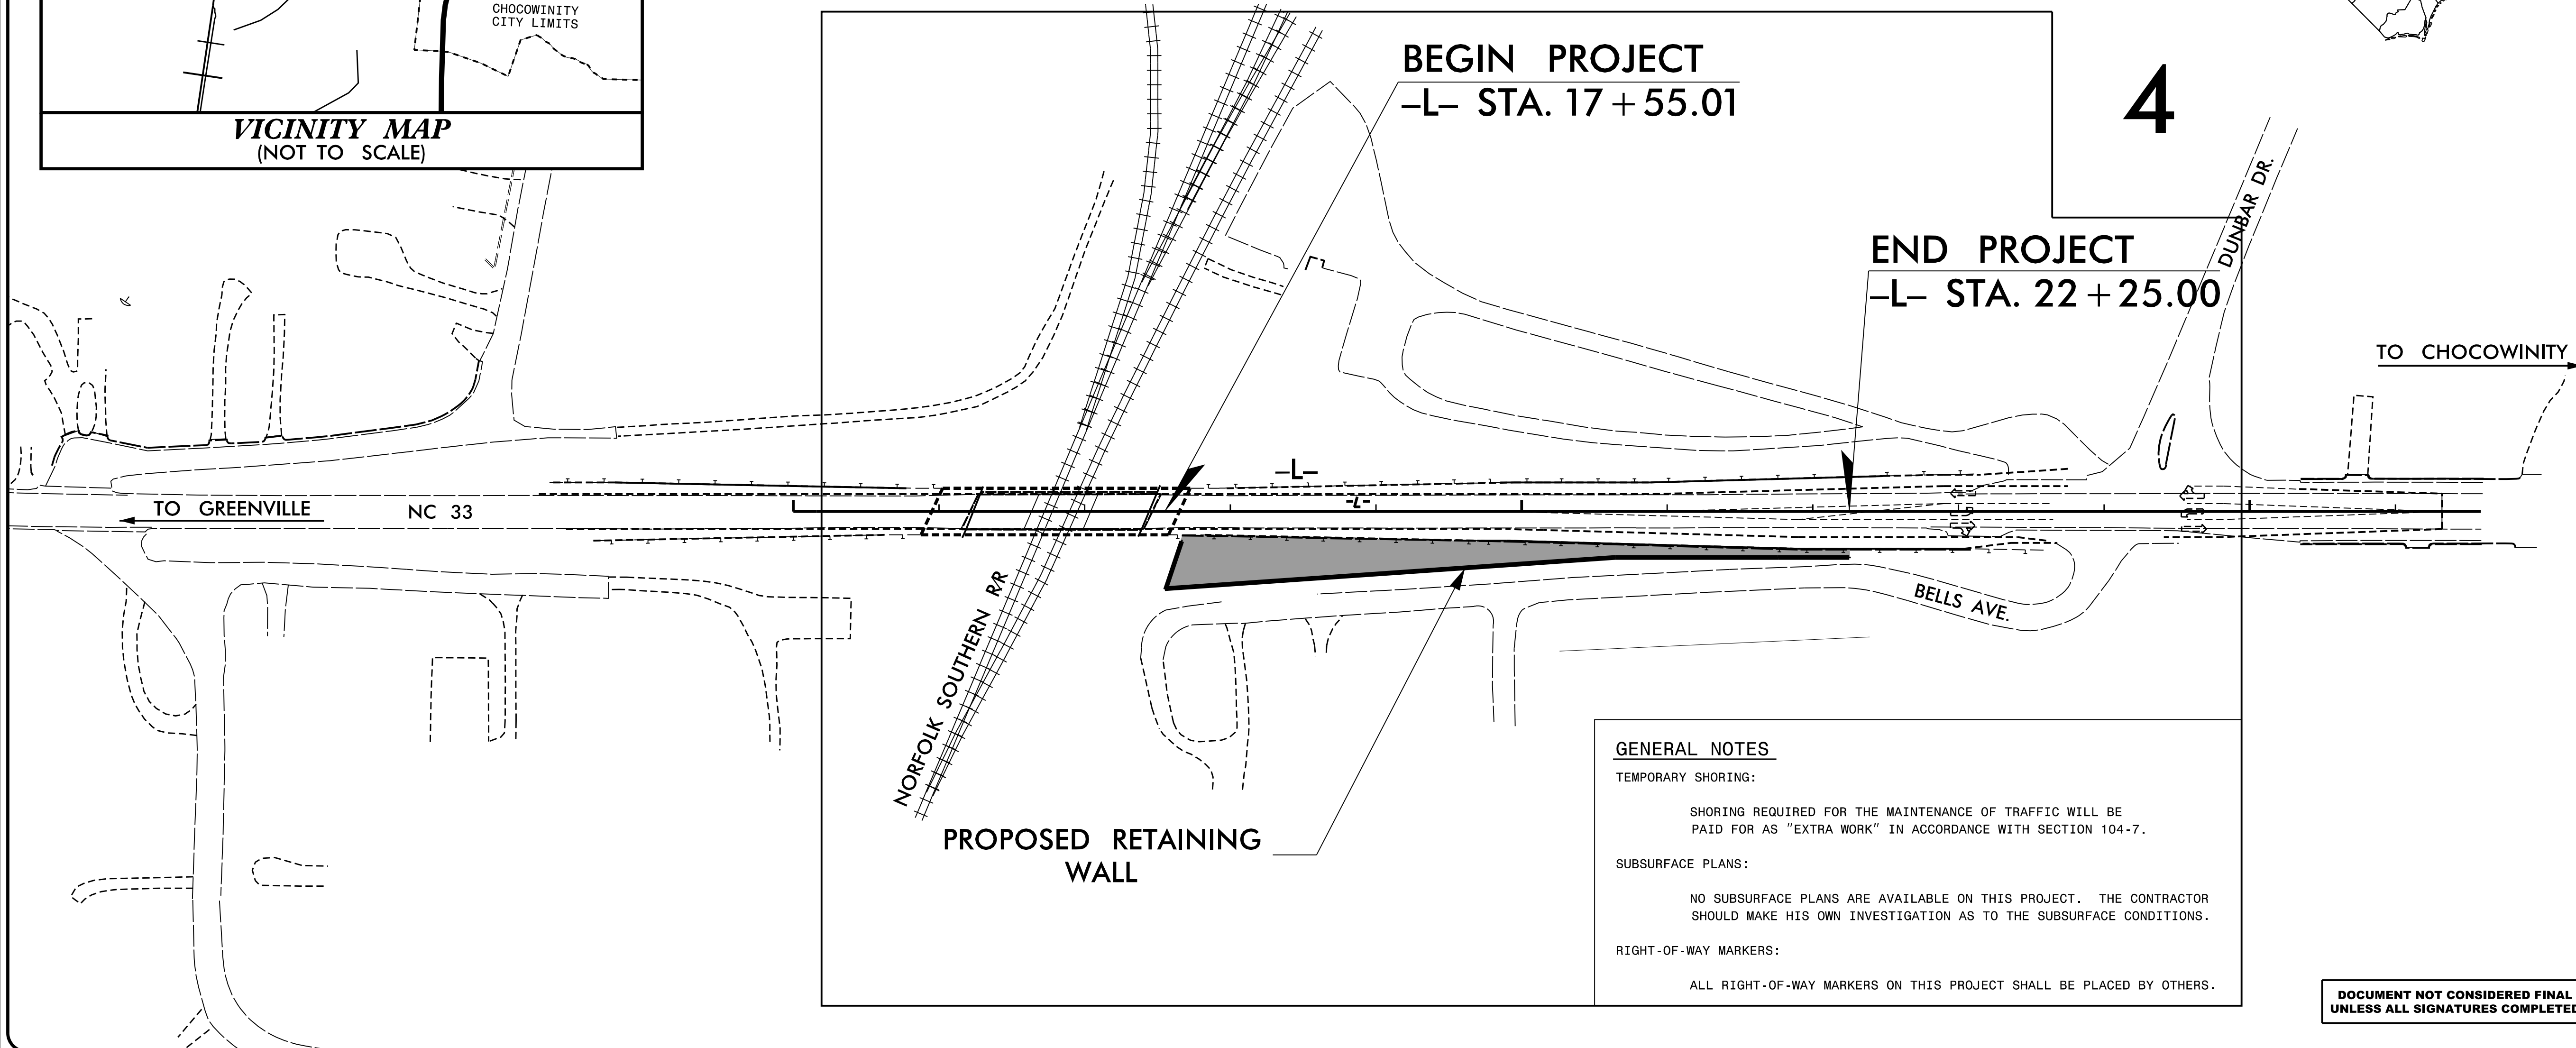 CHOCOWINITY
CITY LIMITS
VICINITY MAP
(NOT TO SCALE)
BEGIN PROJECT
–L– STA. 17+55.01
4
END PROJECT
–L– STA. 22+25.00
DUNBAR DR.
TO CHOCOWINITY
–L–
-L-
TO GREENVILLE
NC 33
BELLS AVE.
NORFOLK SOUTHERN R/R
PROPOSED RETAINING
WALL
GENERAL NOTES
TEMPORARY SHORING:
SHORING REQUIRED FOR THE MAINTENANCE OF TRAFFIC WILL BE
PAID FOR AS "EXTRA WORK" IN ACCORDANCE WITH SECTION 104-7.
SUBSURFACE PLANS:
NO SUBSURFACE PLANS ARE AVAILABLE ON THIS PROJECT. THE CONTRACTOR
SHOULD MAKE HIS OWN INVESTIGATION AS TO THE SUBSURFACE CONDITIONS.
RIGHT-OF-WAY MARKERS:
ALL RIGHT-OF-WAY MARKERS ON THIS PROJECT SHALL BE PLACED BY OTHERS.
DOCUMENT NOT CONSIDERED FINAL
UNLESS ALL SIGNATURES COMPLETED